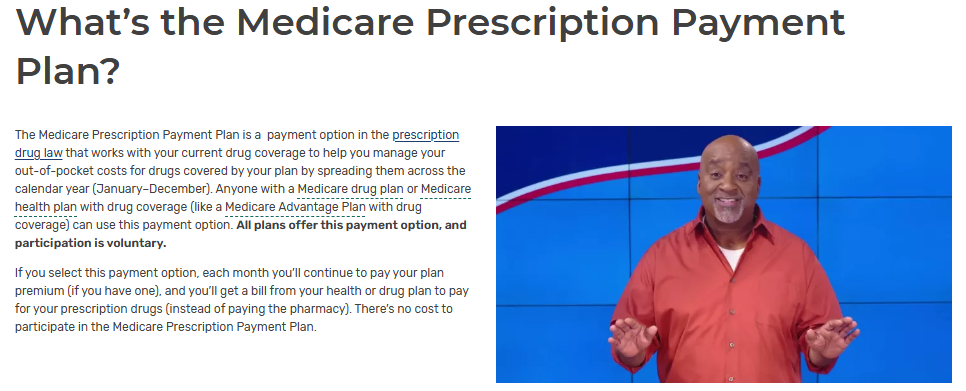 What's the Medicare Prescription Payment
Plan?
The Medicare Prescription Payment Plan is a  payment option in the prescription
drug law that works with your current drug coverage to help you manage your
out-of-pocket costs for drugs covered by your plan by spreading them across the
calendar year (January–December). Anyone with a Medicare drug plan or Medicare
health plan with drug coverage (like a Medicare Advantage Plan with drug
coverage) can use this payment option. All plans offer this payment option, and
participation is voluntary.
If you select this payment option, each month you'll continue to pay your plan
premium (if you have one), and you'll get a bill from your health or drug plan to pay
for your prescription drugs (instead of paying the pharmacy). There's no cost to
participate in the Medicare Prescription Payment Plan.